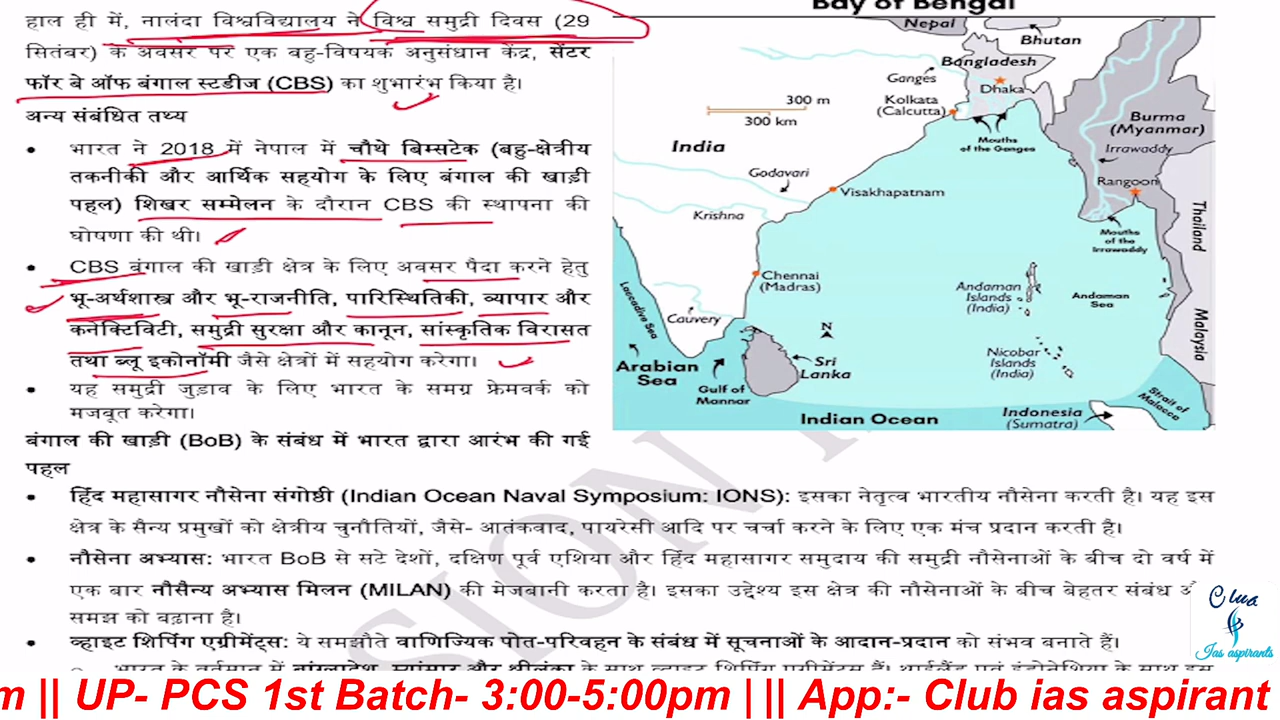 हाल ही में, नालंदा विश्वविद्यालय ने विश्व समुद्री दिवस (29
सितंबर) के अवसर पर एक बहु-विषयक अनुसंधान केंद्र, सेंटर
फॉर बे ऑफ बंगाल स्टडीज (CBS) का शुभारंभ किया है।
अन्य संबंधित तथ्य
• भारत ने 2018 में नेपाल में चौथे बिम्सटेक (बहु-क्षेत्रीय
तकनीकी और आर्थिक सहयोग के लिए बंगाल की खाड़ी
पहल) शिखर सम्मेलन के दौरान CBS की स्थापना की
घोषणा की थी।
• CBS बंगाल की खाड़ी क्षेत्र के लिए अवसर पैदा करने हेतु
भू-अर्थशास्त्र और भू-राजनीति, पारिस्थितिकी, व्यापार और
कनेक्टिविटी, समुद्री सुरक्षा और कानून, सांस्कृतिक विरासत
तथा ब्लू इकोनॉमी जैसे क्षेत्रों में सहयोग करेगा।
• यह समुद्री जुड़ाव के लिए भारत के समग्र फ्रेमवर्क को
मजबूत करेगा।
बंगाल की खाड़ी (BoB) के संबंध में भारत द्वारा आरंभ की गई
पहल
Bay of Bengal
Nepal
Bhutan
Bangladesh
Ganges
Dhaka
Kolkata
(Calcutta)
300 m
300 km
Mouths
of the Ganges
Burma
(Myanmar)
Irrawaddy
India
Godavari
Rangoon
Visakhapatnam
Krishna
Mouths
of the
Irrawaddy
Thailand
Chennai
(Madras)
Andaman
Islands
(India)
Andaman
Sea
Laccadive Sea
Cauvery
N
Malaysia
Arabian
Sea
Sri
Lanka
Nicobar
Islands
(India)
Gulf of
Mannar
Indian Ocean
Indonesia
(Sumatra)
Strait of
Malacca
• हिंद महासागर नौसेना संगोष्ठी (Indian Ocean Naval Symposium: IONS): इसका नेतृत्व भारतीय नौसेना करती है। यह इस
क्षेत्र के सैन्य प्रमुखों को क्षेत्रीय चुनौतियों, जैसे- आतंकवाद, पायरेसी आदि पर चर्चा करने के लिए एक मंच प्रदान करती है।
• नौसेना अभ्यास: भारत BoB से सटे देशों, दक्षिण पूर्व एशिया और हिंद महासागर समुदाय की समुद्री नौसेनाओं के बीच दो वर्ष में
एक बार नौसैन्य अभ्यास मिलन (MILAN) की मेजबानी करता है। इसका उद्देश्य इस क्षेत्र की नौसेनाओं के बीच बेहतर संबंध
समझ को बढ़ाना है।
• व्हाइट शिपिंग एग्रीमेंट्स: ये समझौते वाणिज्यिक पोत-परिवहन के संबंध में सूचनाओं के आदान-प्रदान को संभव बनाते हैं।
भारत के वर्तमान में बांग्लादेश, म्यांमार और श्रीलंका के साथ व्हाइट शिपिंग एग्रीमेंट्स हैं। थाईलैंड एवं इंडोनेशिया के साथ इस
Club
Ias aspirants
m || UP- PCS 1st Batch- 3:00-5:00pm | || App:- Club ias aspirant